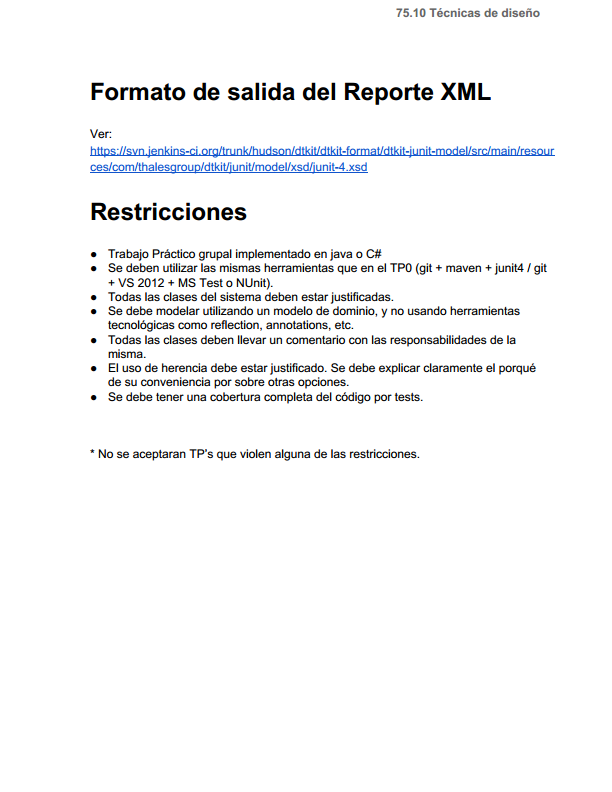 75.10 Técnicas de diseño
Formato de salida del Reporte XML
Ver:
https://svn.jenkins-ci.org/trunk/hudson/dtkit/dtkit-format/dtkit-junit-model/src/main/resour
ces/com/thalesgroup/dtkit/junit/model/xsd/junit-4.xsd
Restricciones
● Trabajo Práctico grupal implementado en java o C#
● Se deben utilizar las mismas herramientas que en el TP0 (git + maven + junit4 / git
+ VS 2012 + MS Test o NUnit).
● Todas las clases del sistema deben estar justificadas.
● Se debe modelar utilizando un modelo de dominio, y no usando herramientas
tecnológicas como reflection, annotations, etc.
● Todas las clases deben llevar un comentario con las responsabilidades de la
misma.
● El uso de herencia debe estar justificado. Se debe explicar claramente el porqué
de su conveniencia por sobre otras opciones.
● Se debe tener una cobertura completa del código por tests.
* No se aceptaran TP's que violen alguna de las restricciones.